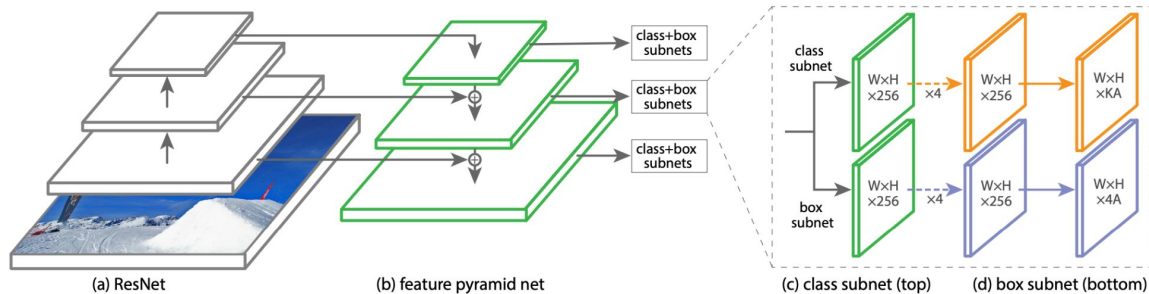 class+box
subnets
class+box
subnets
class+box
subnets
class
subnet
box
subnet
W×H
×256
×4
W×H
×256
W×H
×KA
W×H
×256
×4
W×H
×256
W×H
×4A
(a) ResNet
(b) feature pyramid net
(c) class subnet (top)
(d) box subnet (bottom)